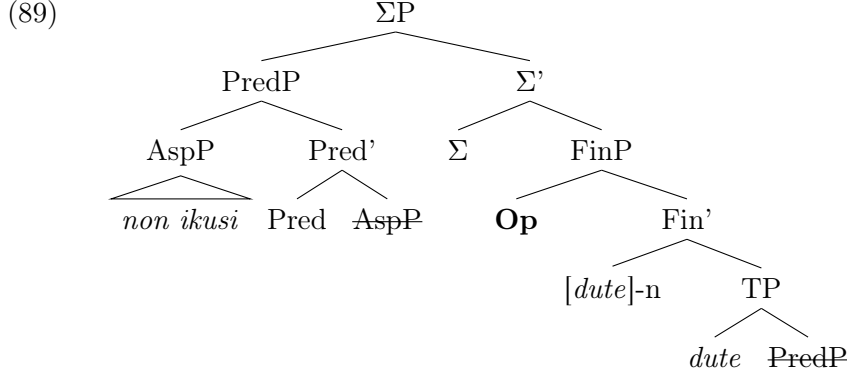 (89) ΣP
PredP Σ'
AspP Pred' Σ FinP
non ikusi Pred AspP Op Fin'
[dute]-n TP
dute PredP